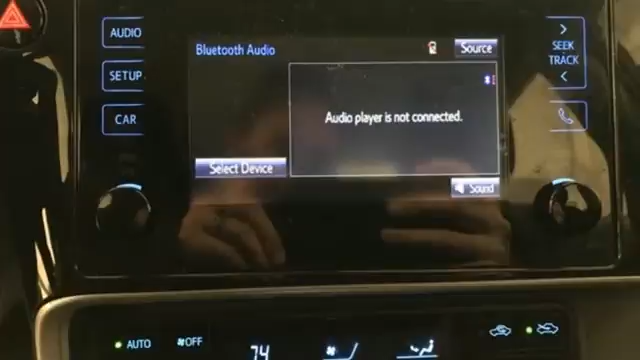 AUDIO
SETUP
CAR
Bluetooth Audio
Source
Audio player is not connected.
Select Device
Sound
SEEK
TRACK
AUTO
OFF
74